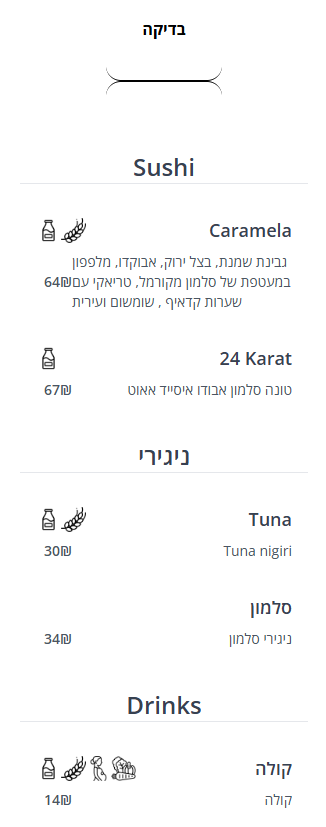 בדיקה
Sushi
Caramela
גבינת שמנת, בצל ירוק, אבוקדו, מלפפון
במעטפת של סלמון מקורמל, טריאקי עם
שערות קדאיף , שומשום ועירית
64₪
24 Karat
טונה סלמון אבודו איסייד אאוט
67₪
ניגירי
Tuna
Tuna nigiri
30₪
סלמון
ניגירי סלמון
34₪
Drinks
קולה
קולה
14₪